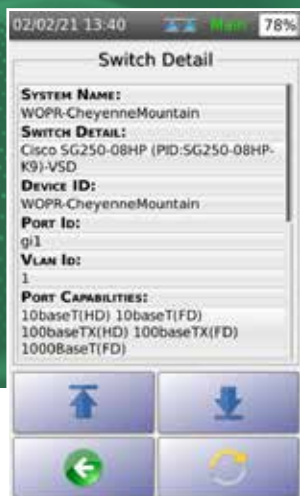 02/02/21 13:40 Main 78%
Switch Detail
SYSTEM NAME:
WOPR-CheyenneMountain
SWITCH DETAIL:
Cisco SG250-08HP (PID:SG250-08HP-
K9)-VSD
DEVICE ID:
WOPR-CheyenneMountain
PORT ID:
gi1
VLAN ID:
1
PORT CAPABILITIES:
10baseT(HD) 10baseT(FD)
100baseTX(HD) 100baseTX(FD)
1000BaseT(FD)